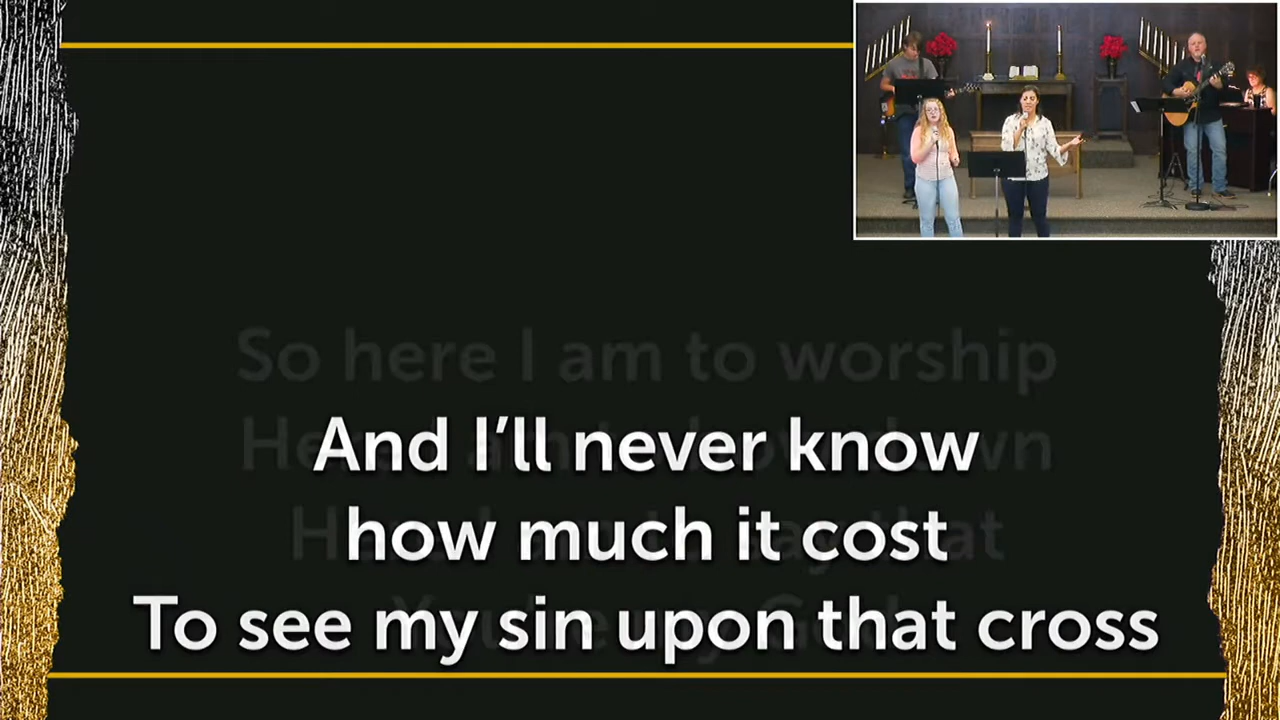 So here I am to worship
And I'll never know
how much it cost
To see my sin upon that cross